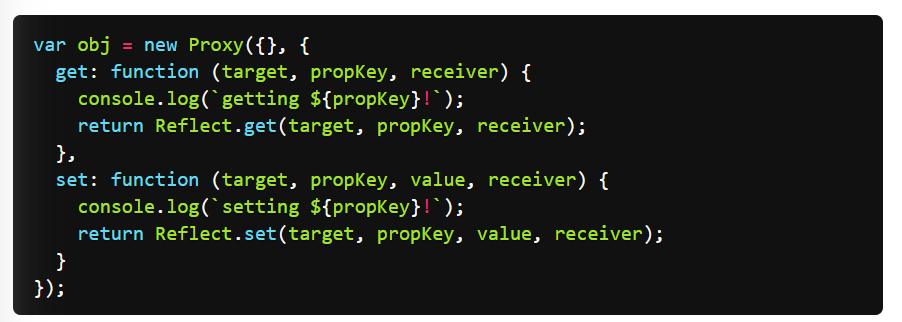 var obj = new Proxy({}, {
  get: function (target, propKey, receiver) {
    console.log(`getting ${propKey}!`);
    return Reflect.get(target, propKey, receiver);
  },
  set: function (target, propKey, value, receiver) {
    console.log(`setting ${propKey}!`);
    return Reflect.set(target, propKey, value, receiver);
  }
});